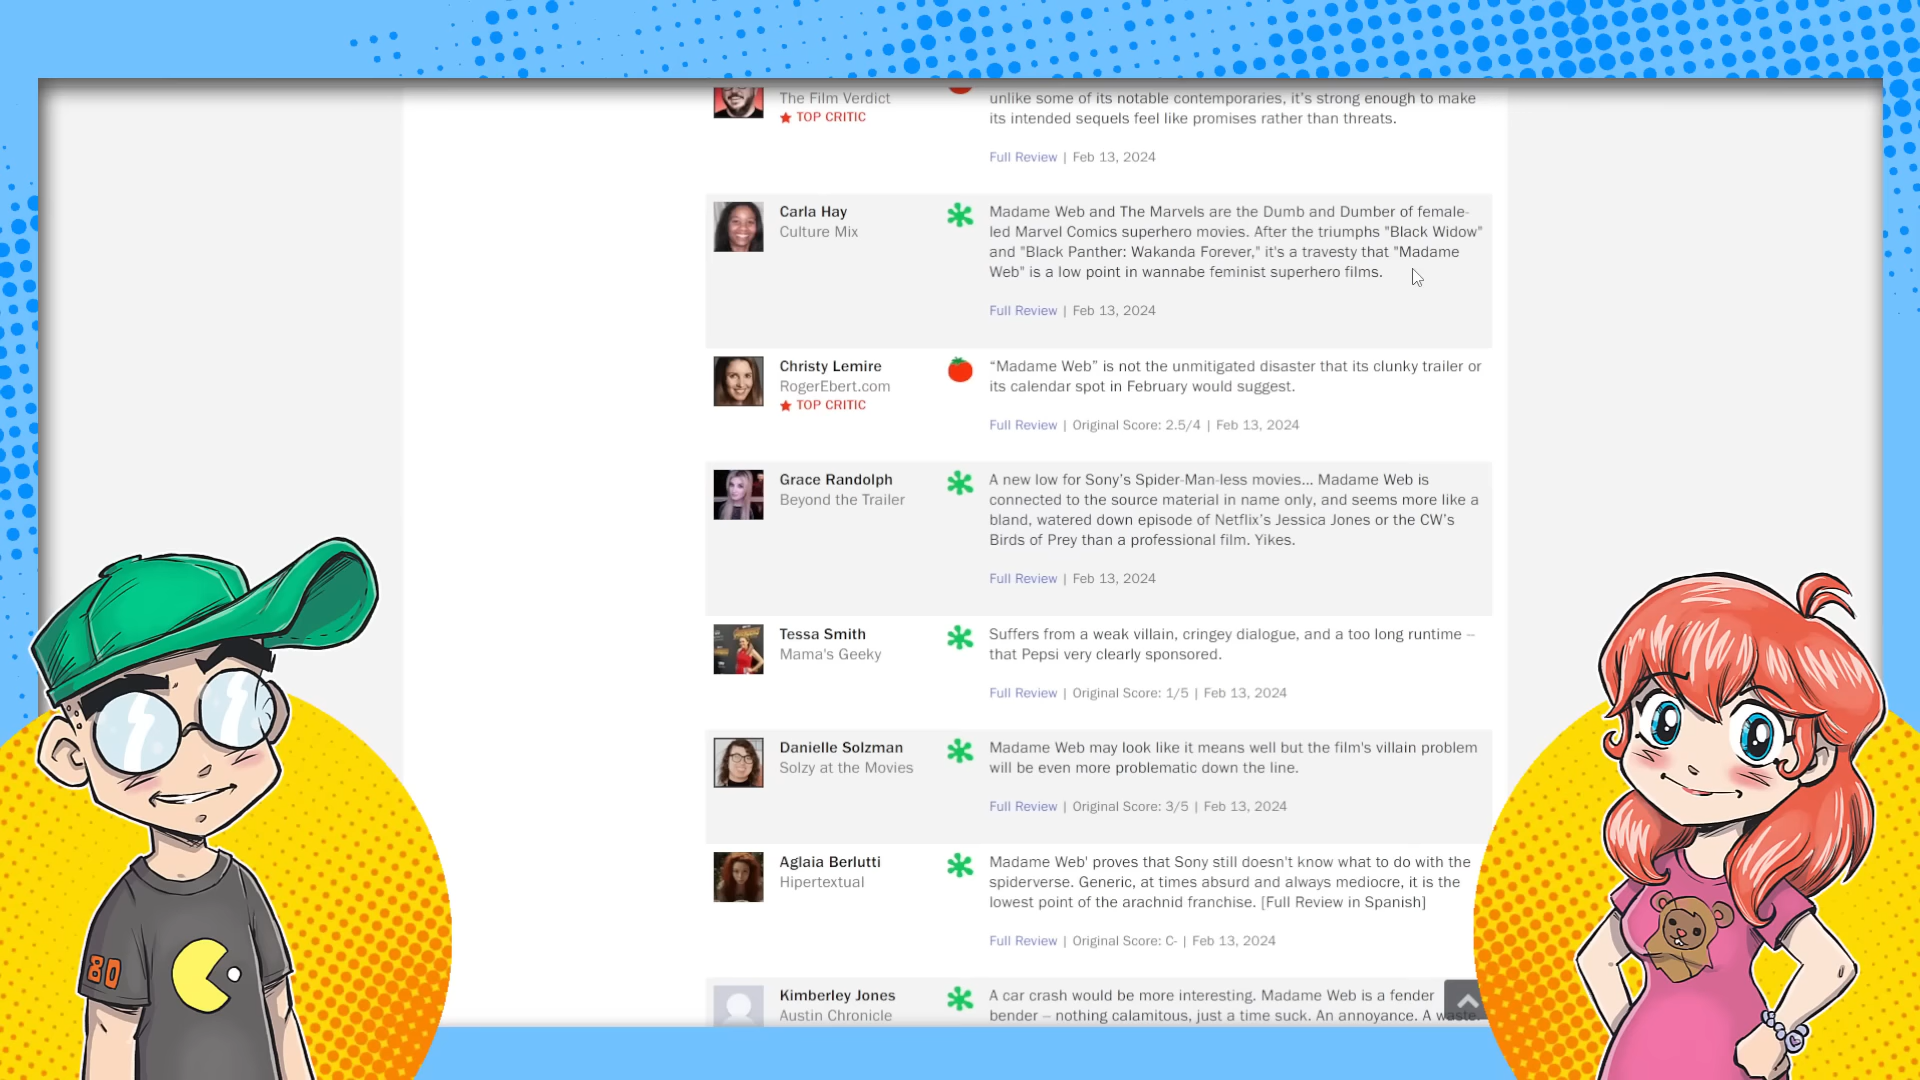 The Film Verdict
TOP CRITIC
unlike some of its notable contemporaries, it's strong enough to make
its intended sequels feel like promises rather than threats.
Full Review | Feb 13, 2024
Carla Hay
Culture Mix
Madame Web and The Marvels are the Dumb and Dumber of female-
led Marvel Comics superhero movies. After the triumphs "Black Widow"
and "Black Panther: Wakanda Forever," it's a travesty that "Madame
Web" is a low point in wannabe feminist superhero films.
Full Review | Feb 13, 2024
Christy Lemire
RogerEbert.com
TOP CRITIC
“Madame Web” is not the unmitigated disaster that its clunky trailer or
its calendar spot in February would suggest.
Full Review | Original Score: 2.5/4 | Feb 13, 2024
Grace Randolph
Beyond the Trailer
A new low for Sony’s Spider-Man-less movies... Madame Web is
connected to the source material in name only, and seems more like a
bland, watered down episode of Netflix’s Jessica Jones or the CW’s
Birds of Prey than a professional film. Yikes.
Full Review | Feb 13, 2024
Tessa Smith
Mama's Geeky
Suffers from a weak villain, cringey dialogue, and a too long runtime –
that Pepsi very clearly sponsored.
Full Review | Original Score: 1/5 | Feb 13, 2024
Danielle Solzman
Solzy at the Movies
Madame Web may look like it means well but the film's villain problem
will be even more problematic down the line.
Full Review | Original Score: 3/5 | Feb 13, 2024
Aglaia Berlutti
Hipertextual
Madame Web' proves that Sony still doesn't know what to do with the
spiderverse. Generic, at times absurd and always mediocre, it is the
lowest point of the arachnid franchise. [Full Review in Spanish]
Full Review | Original Score: C- | Feb 13, 2024
Kimberley Jones
Austin Chronicle
A car crash would be more interesting. Madame Web is a fender
bender – nothing calamitous, just a time suck. An annoyance. A waste.
80